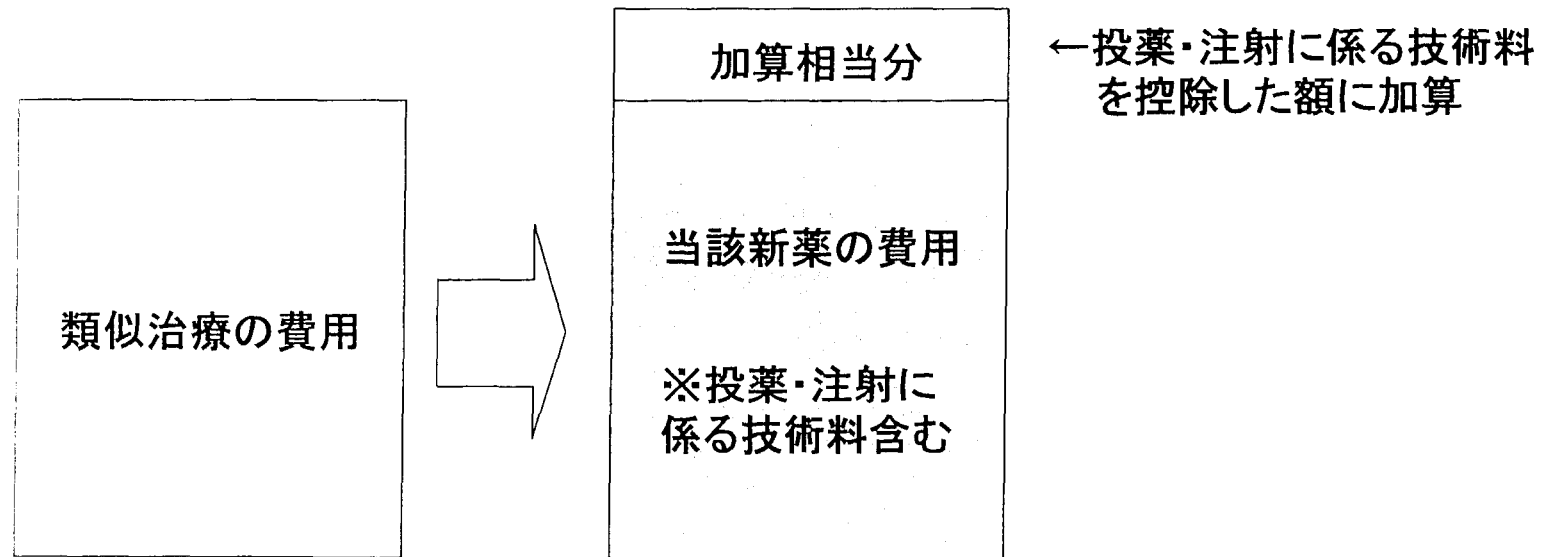 類似治療の費用
加算相当分
当該新薬の費用
※投薬・注射に
係る技術料含む
←投薬・注射に係る技術料
を控除した額に加算